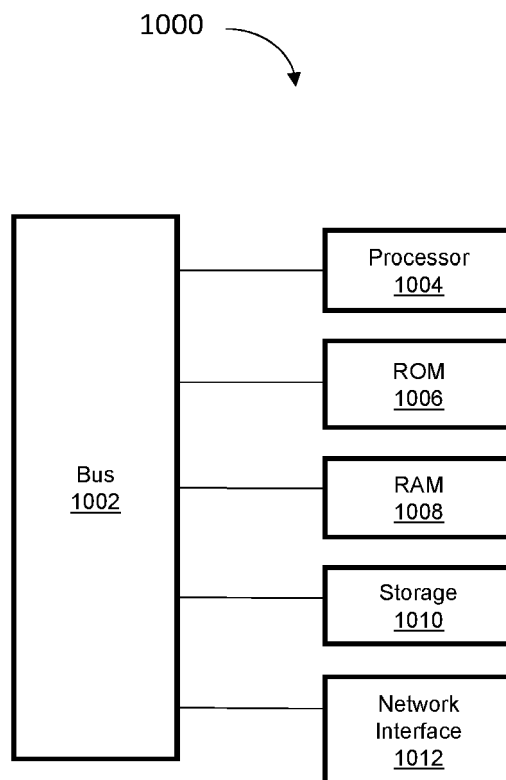 1000
Processor
1004
ROM
1006
Bus
1002
RAM
1008
Storage
1010
Network
Interface
1012